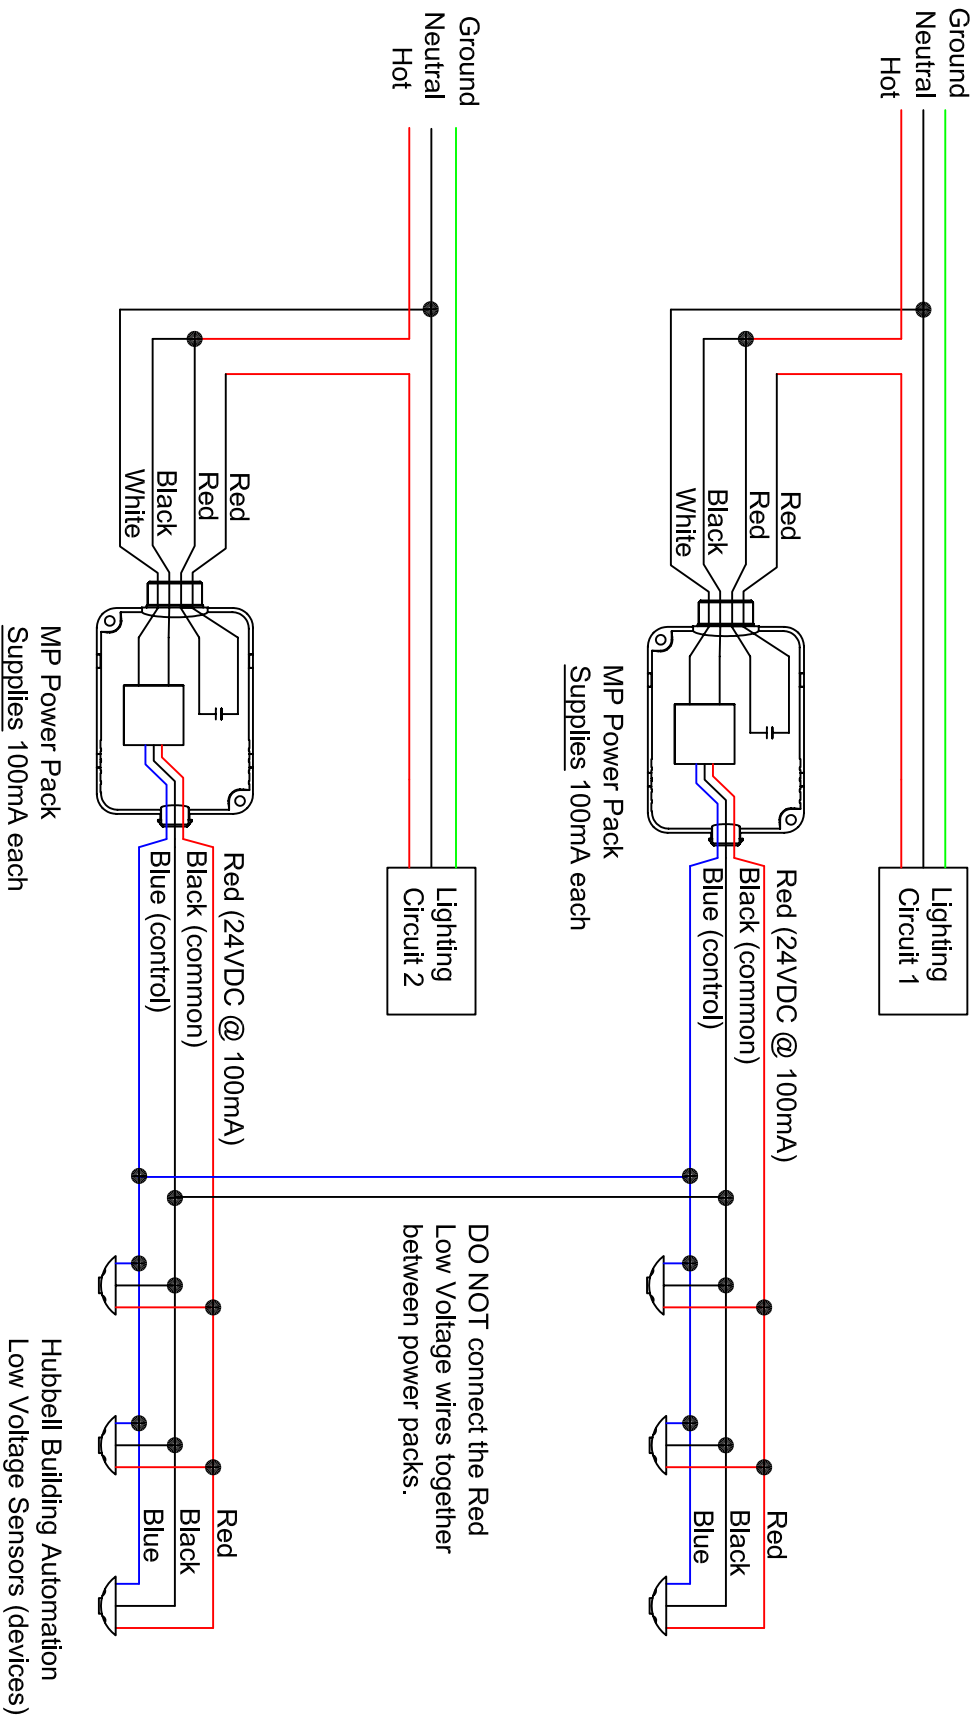 Ground
Neutral
Hot
Lighting
Circuit 1
Red
Red
Black
White
MP Power Pack
Supplies 100mA each
Red (24VDC @ 100mA)
Black (common)
Blue (control)
Red
Black
Blue
DO NOT connect the Red
Low Voltage wires together
between power packs.
Ground
Neutral
Hot
Lighting
Circuit 2
Red
Red
Black
White
MP Power Pack
Supplies 100mA each
Red (24VDC @ 100mA)
Black (common)
Blue (control)
Red
Black
Blue
Hubbell Building Automation
Low Voltage Sensors (devices)